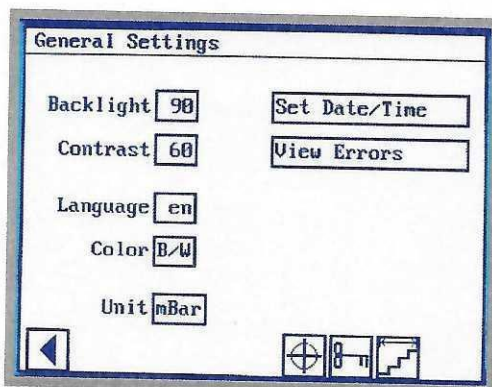 General Settings
Backlight 90
Set Date/Time
Contrast 60
View Errors
Language en
Color B/W
Unit mBar